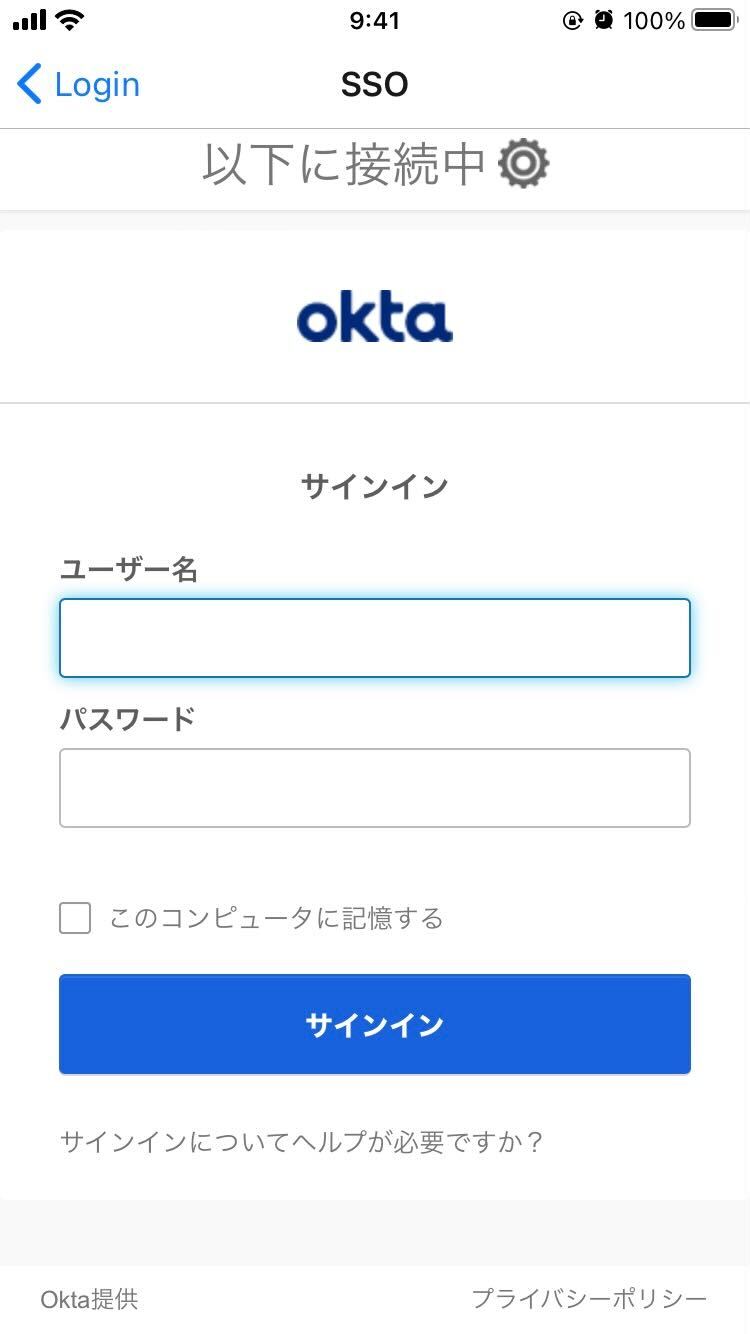 9:41
100%
Login
SSO
以下に接続中
okta
サインイン
ユーザー名
パスワード
このコンピュータに記憶する
サインイン
サインインについてヘルプが必要ですか？
Okta提供
プライバシーポリシー